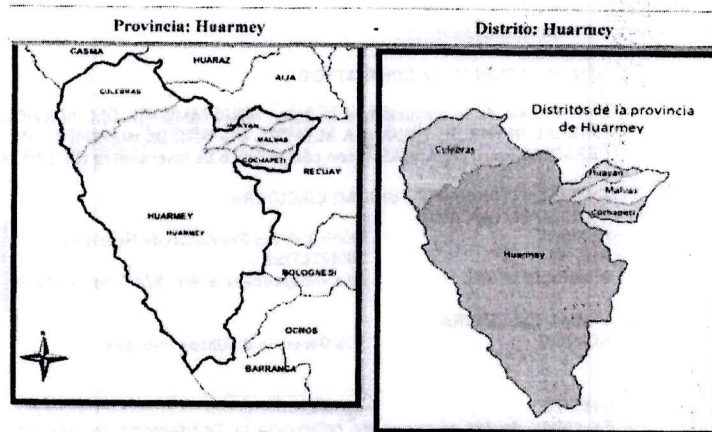 Provincia: Huarmey - Distrito: Huarmey
CASMA
HUARAZ
AIJA
CULEBRAS
HUAYAN
MALVAS
COCHAPETI
RECUAY
HUARMEY
HUARMEY
BOLOGNESI
OCROS
BARRANCA
Distritos de la provincia
de Huarmey
Culebras
Huayan
Malvas
Cochapeti
Huarmey